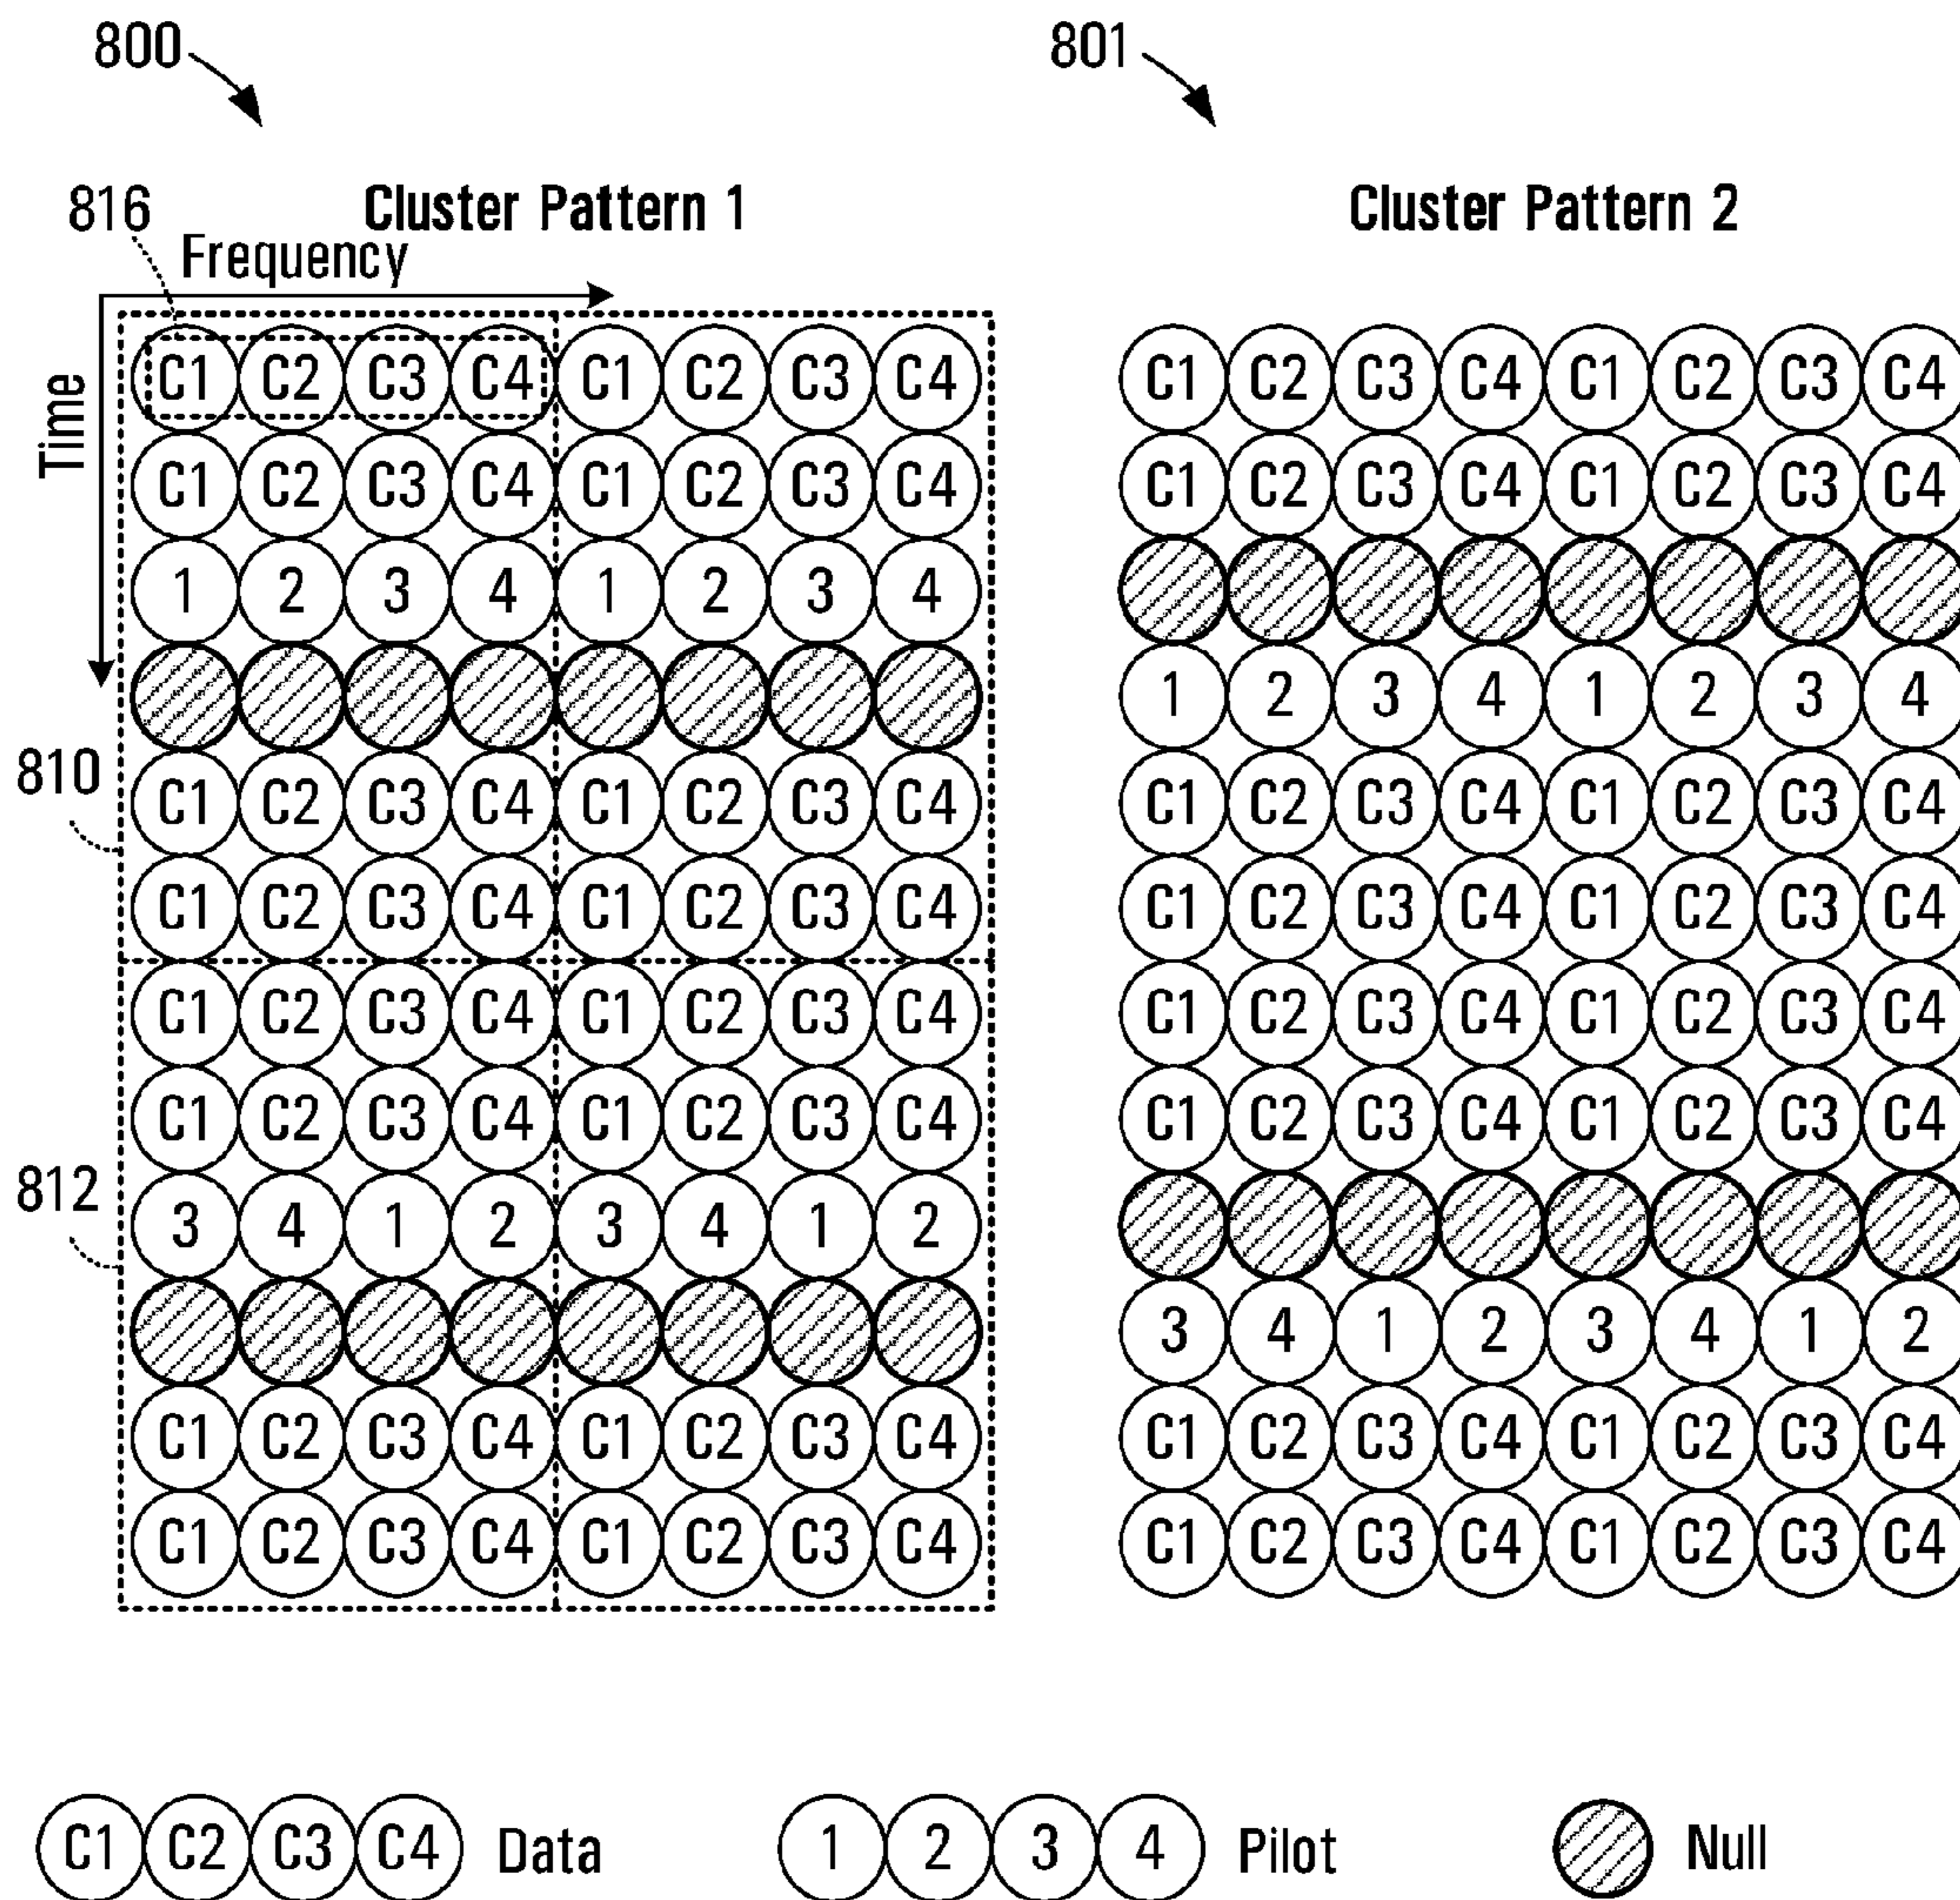 800
801
816
Cluster Pattern 1
Cluster Pattern 2
Frequency
Time
C1 C2 C3 C4 C1 C2 C3 C4
C1 C2 C3 C4 C1 C2 C3 C4
C1 C2 C3 C4 C1 C2 C3 C4
C1 C2 C3 C4 C1 C2 C3 C4
1 2 3 4 1 2 3 4
1 2 3 4 1 2 3 4
810
C1 C2 C3 C4 C1 C2 C3 C4
C1 C2 C3 C4 C1 C2 C3 C4
C1 C2 C3 C4 C1 C2 C3 C4
C1 C2 C3 C4 C1 C2 C3 C4
C1 C2 C3 C4 C1 C2 C3 C4
C1 C2 C3 C4 C1 C2 C3 C4
C1 C2 C3 C4 C1 C2 C3 C4
C1 C2 C3 C4 C1 C2 C3 C4
812
3 4 1 2 3 4 1 2
3 4 1 2 3 4 1 2
C1 C2 C3 C4 C1 C2 C3 C4
C1 C2 C3 C4 C1 C2 C3 C4
C1 C2 C3 C4 C1 C2 C3 C4
C1 C2 C3 C4 C1 C2 C3 C4
C1 C2 C3 C4 Data
1 2 3 4 Pilot
Null